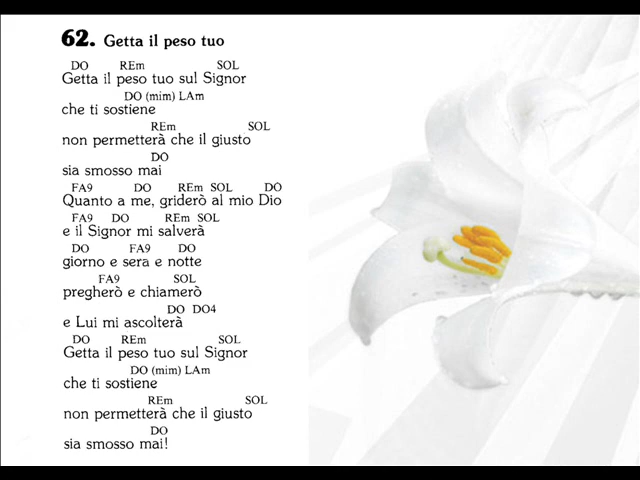 62. Getta il peso tuo
DO REm SOL
Getta il peso tuo sul Signor
DO (mim) LAm
che ti sostiene
REm SOL
non permetterà che il giusto
DO
sia smosso mai
FA9 DO REm SOL DO
Quanto a me, griderò al mio Dio
FA9 DO REm SOL
e il Signor mi salverà
DO FA9 DO
giorno e sera e notte
FA9 SOL
pregherò e chiamerò
DO DO4
e Lui mi ascolterà
DO REm SOL
Getta il peso tuo sul Signor
DO (mim) LAm
che ti sostiene
REm SOL
non permetterà che il giusto
DO
sia smosso mai!